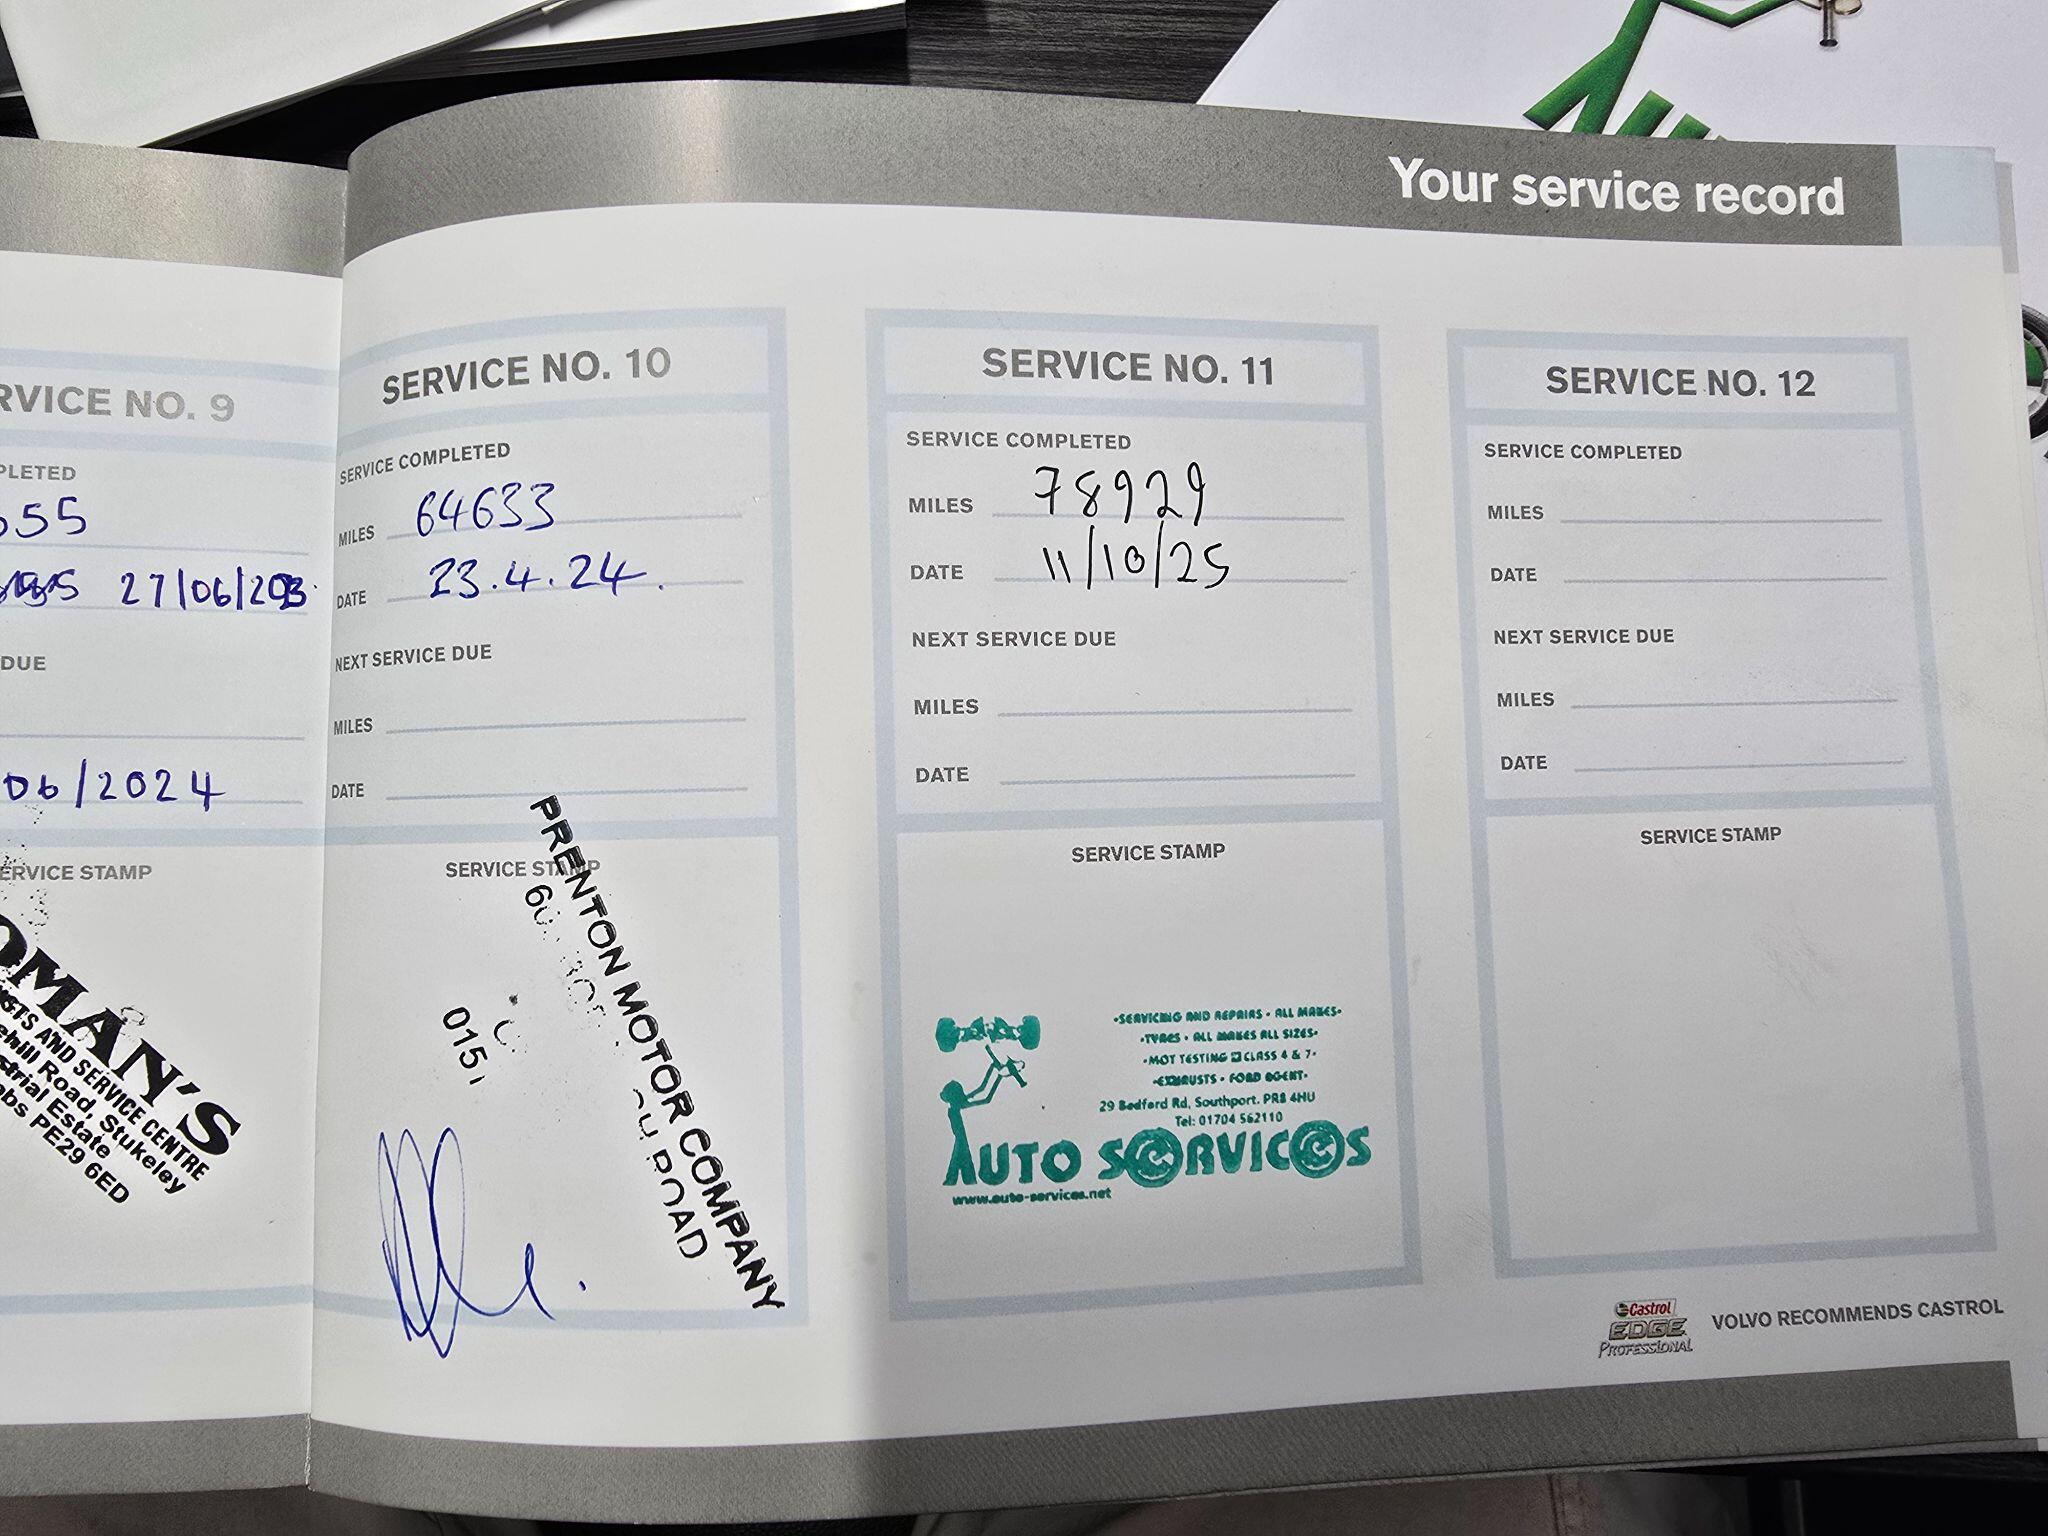 Your service record
RVICE NO. 9
PLETED
55
27/06/20
DUE
06/2024
ERVICE STAMP
OMAN'S
STS AND SERVICE CENTRE
ehill Road, Stukeley
strial Estate
PE29 6ED
SERVICE NO. 10
SERVICE COMPLETED
MILES 64633
DATE 23.4.24.
NEXT SERVICE DUE
MILES
DATE
SERVICE STAMP
PRENTON MOTOR COMPANY
ROAD
0151
SERVICE NO. 11
SERVICE COMPLETED
MILES 78929
DATE 11/10/25
NEXT SERVICE DUE
MILES
DATE
SERVICE STAMP
•SERVICING AND REPAIRS • ALL MAKES•
•TYRES • ALL MAKES ALL SIZES•
•MOT TESTING CLASS 4 & 7•
•EXHAUSTS • FORD AGENT•
29 Bedford Rd, Southport. PR8 4HU
Tel: 01704 562110
AUTO SERVICES
www.auto-services.net
SERVICE NO. 12
SERVICE COMPLETED
MILES
DATE
NEXT SERVICE DUE
MILES
DATE
SERVICE STAMP
Castrol
EDGE
PROFESSIONAL
VOLVO RECOMMENDS CASTROL